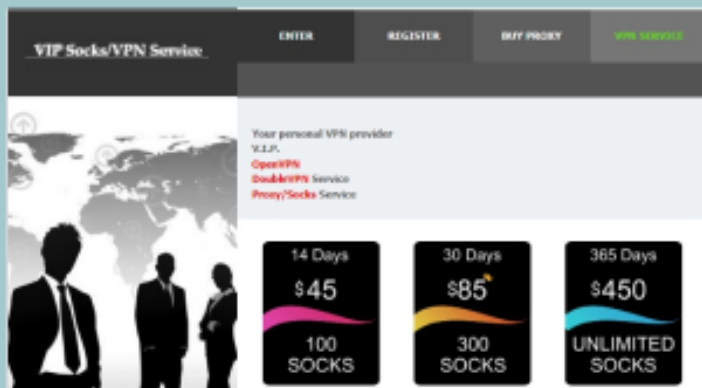 VIP Socks/VPN Service
ENTER
REGISTER
BUY PROXY
VPN SERVICE
Your personal VPN provider
V.I.P.
OpenVPN
DoubleVPN Service
Proxy/Socks Service
14 Days
$45
100
SOCKS
30 Days
$85
300
SOCKS
365 Days
$450
UNLIMITED
SOCKS